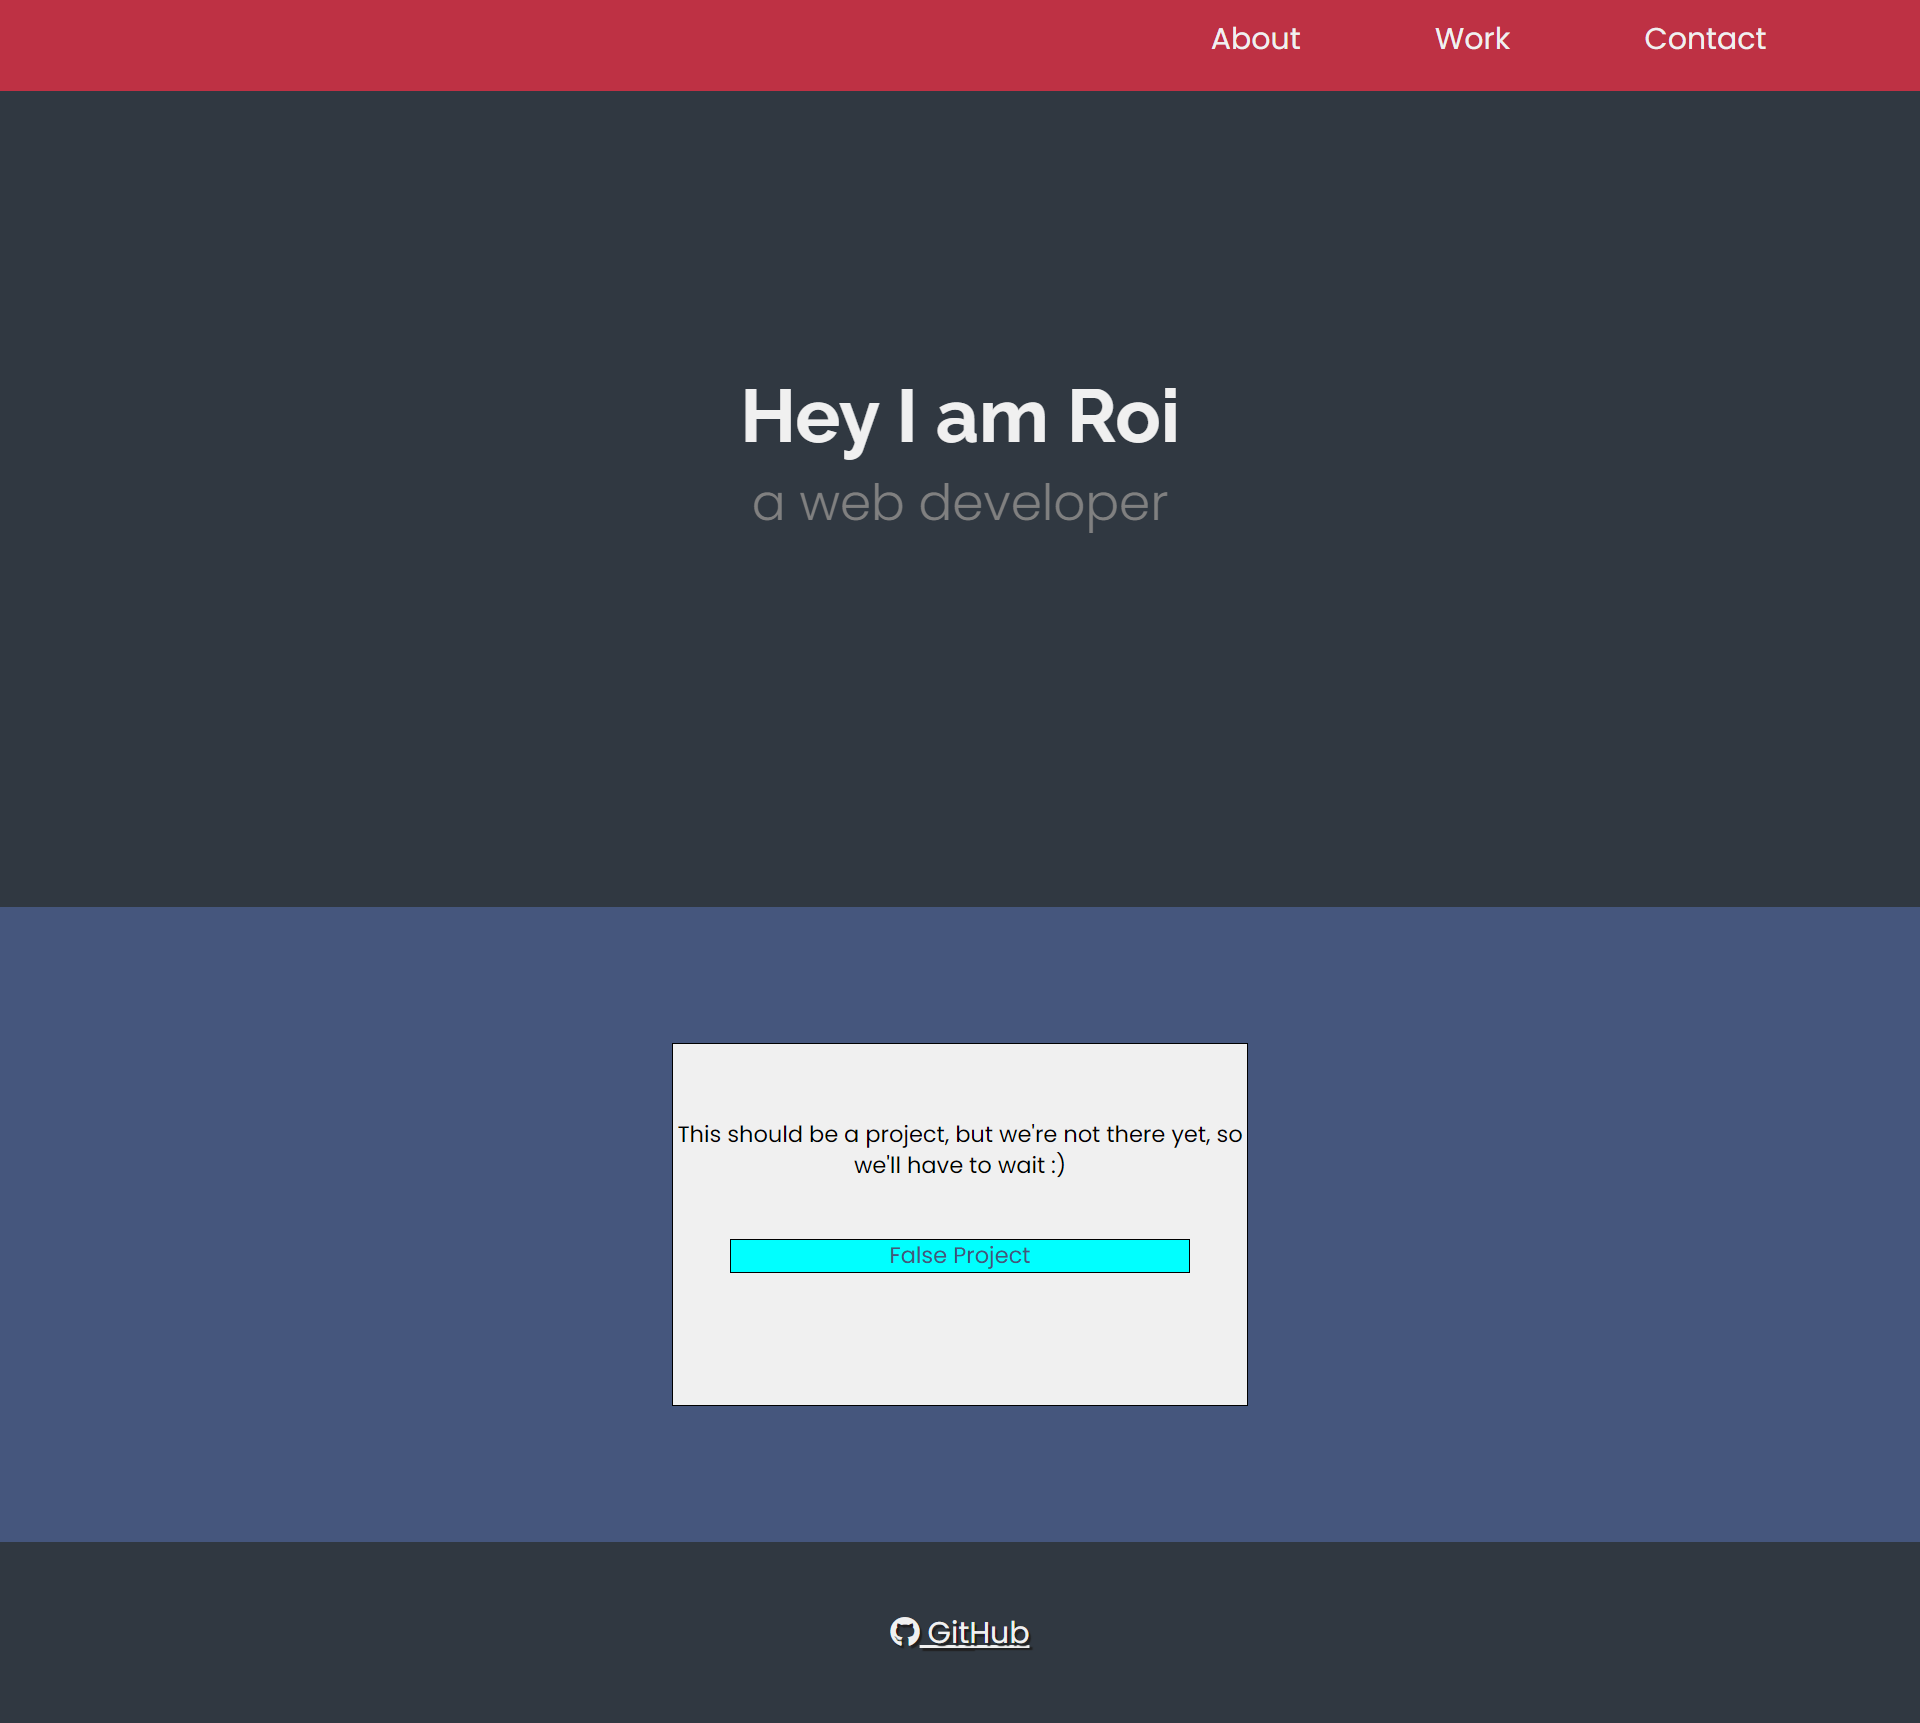 About Work Contact
Hey I am Roi
a web developer
This should be a project, but we're not there yet, so
we'll have to wait :)
False Project
GitHub